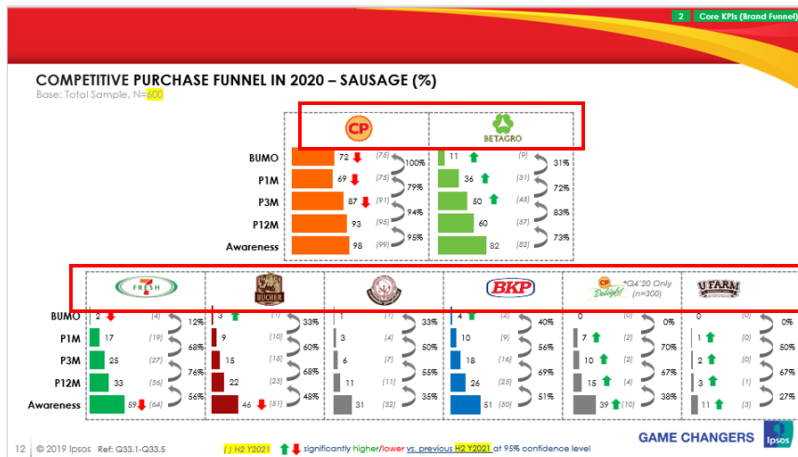 2 Core KPIs (Brand Funnel)
COMPETITIVE PURCHASE FUNNEL IN 2020 – SAUSAGE (%)
Base: Total Sample, N=600
CP BETAGRO
BUMO 72 (75) 100% 11 (9) 31%
P1M 69 (75) 79% 36 (31) 72%
P3M 87 (91) 94% 50 (45) 83%
P12M 93 (95) 95% 60 (57) 73%
Awareness 98 (99) 82 (82)
7 FRESH BUCHER BKP CP Delight *Q4'20 Only U FARM
(n=300)
BUMO 2 (4) 12% 3 (1) 33% 1 (1) 33% 4 (2) 40% 0 0% 0 (0) 0%
P1M 17 (19) 68% 9 (10) 60% 3 (4) 50% 10 (9) 56% 7 (2) 70% 1 (0) 50%
P3M 25 (27) 76% 15 (15) 68% 6 (7) 55% 18 (16) 69% 10 (2) 67% 2 (0) 67%
P12M 33 (36) 56% 22 (23) 48% 11 (11) 35% 26 (25) 51% 15 (4) 38% 3 (1) 27%
Awareness 59 (64) 46 (51) 31 (32) 51 (50) 39 (10) 11 (3)
12 © 2019 Ipsos Ref: Q33.1-Q33.5 ( ) H2 Y2021 significantly higher/lower vs. previous H2 Y2021 at 95% confidence level GAME CHANGERS Ipsos